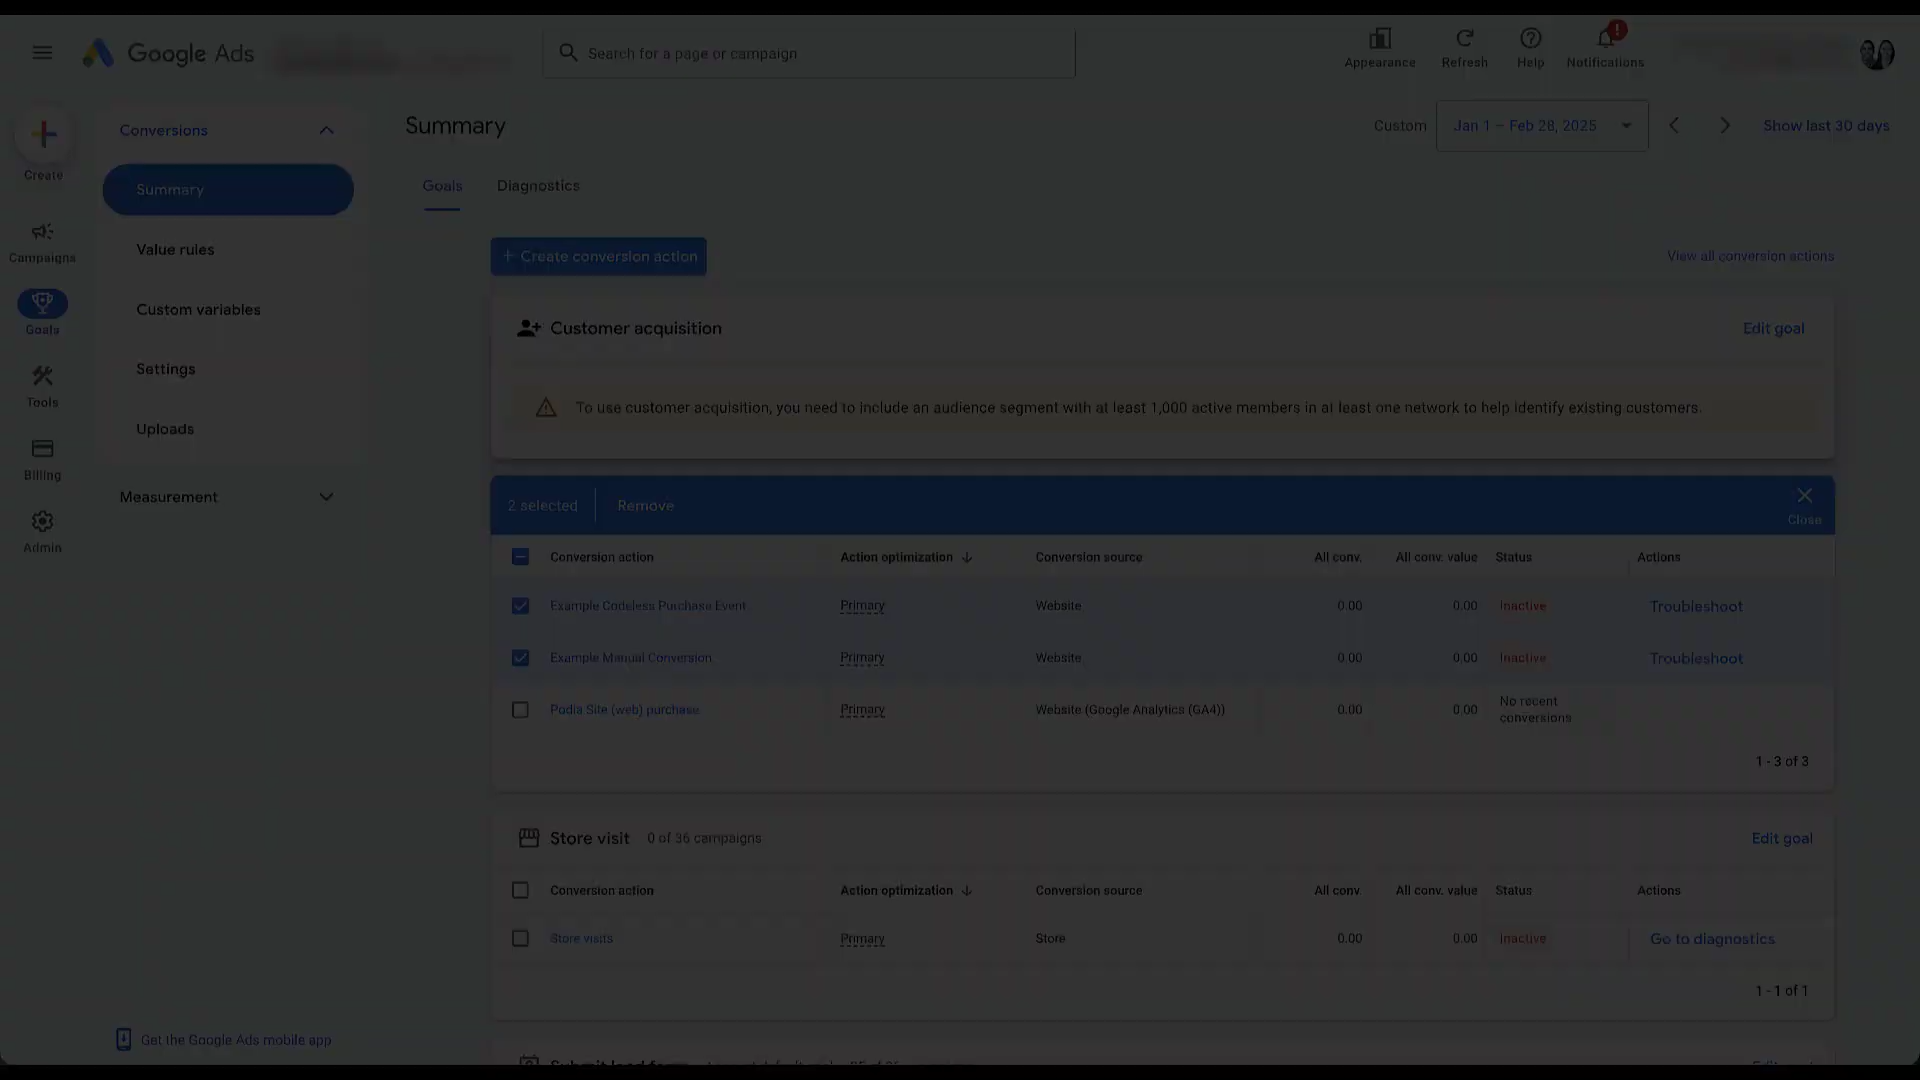 Google Ads
Search for a page or campaign
Appearance
Refresh
Help
!
Notifications
Create
Campaigns
Goals
Tools
Billing
Admin
Conversions
Summary
Value rules
Custom variables
Settings
Uploads
Measurement
Get the Google Ads mobile app
Summary
Custom
Jan 1 – Feb 28, 2025
Show last 30 days
Goals
Diagnostics
+ Create conversion action
View all conversion actions
Customer acquisition
Edit goal
To use customer acquisition, you need to include an audience segment with at least 1,000 active members in at least one network to help identify existing customers.
2 selected
Remove
Close
Conversion action Action optimization Conversion source All conv. All conv. value Status Actions
Example Codeless Purchase Event Primary Website 0.00 0.00 Inactive Troubleshoot
Example Manual Conversion Primary Website 0.00 0.00 Inactive Troubleshoot
Podia Site (web) purchase Primary Website (Google Analytics (GA4)) 0.00 0.00 No recent
conversions
1 - 3 of 3
Store visit 0 of 36 campaigns Edit goal
Conversion action Action optimization Conversion source All conv. All conv. value Status Actions
Store visits Primary Store 0.00 0.00 Inactive Go to diagnostics
1 - 1 of 1